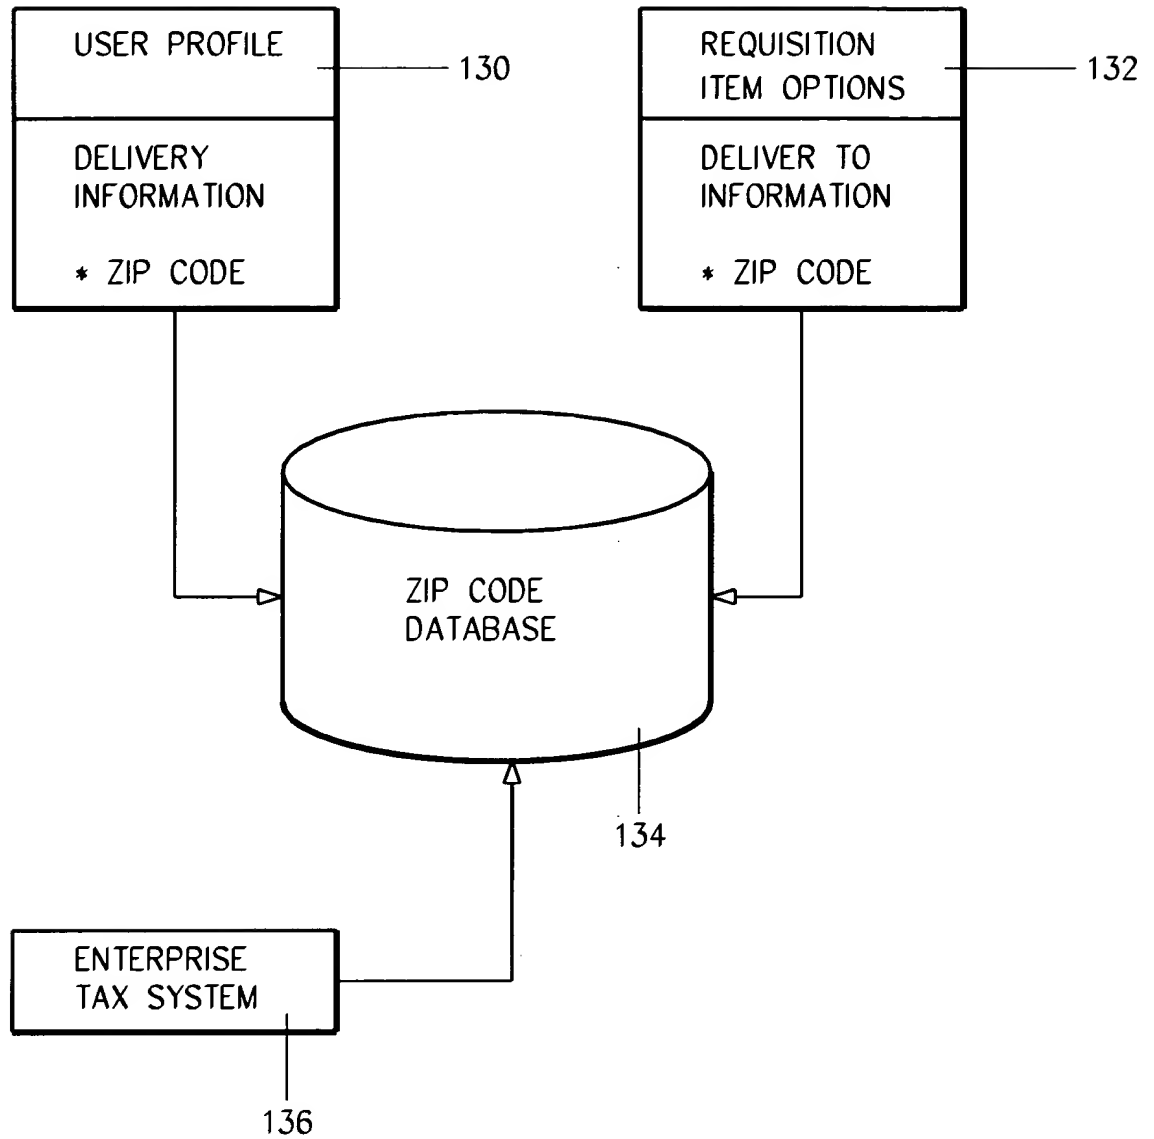 USER PROFILE
130
DELIVERY
INFORMATION
* ZIP CODE
REQUISITION
ITEM OPTIONS
132
DELIVER TO
INFORMATION
* ZIP CODE
ZIP CODE
DATABASE
134
ENTERPRISE
TAX SYSTEM
136